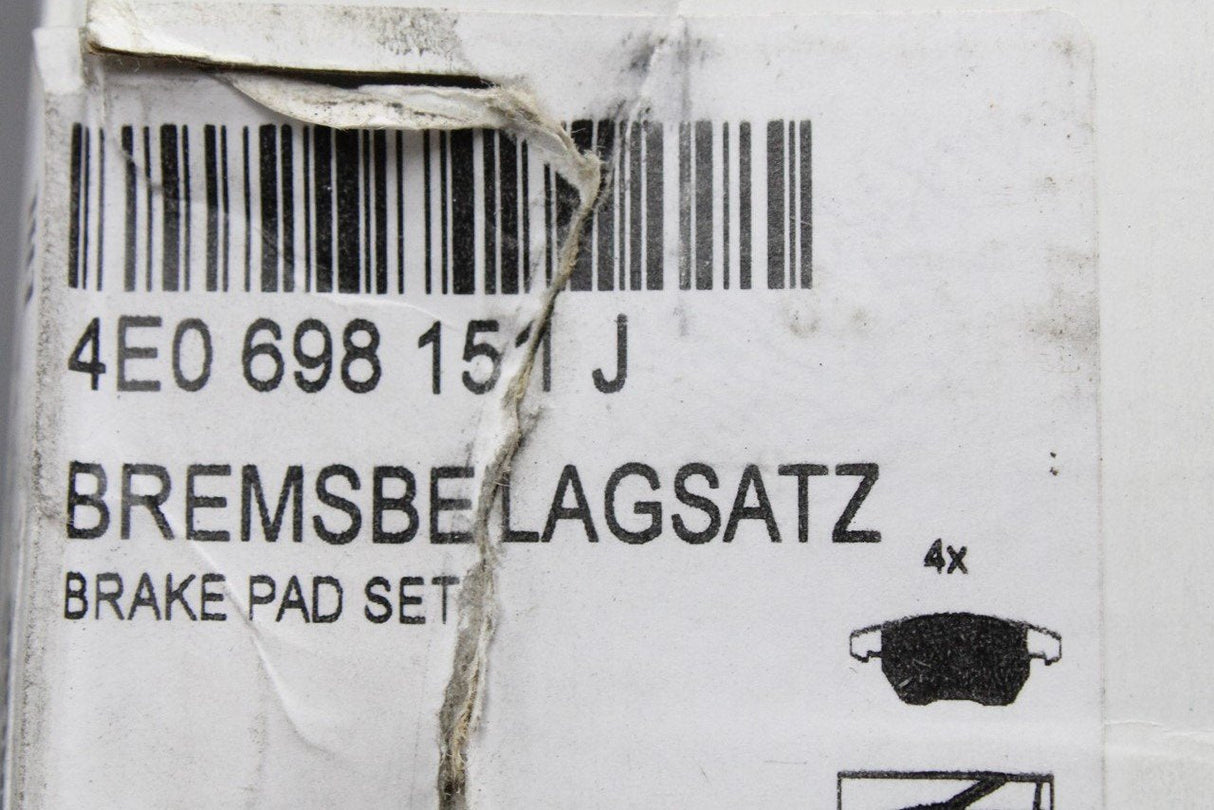 4E0 698 151 J
BREMSBELAGSATZ
BRAKE PAD SET
4x